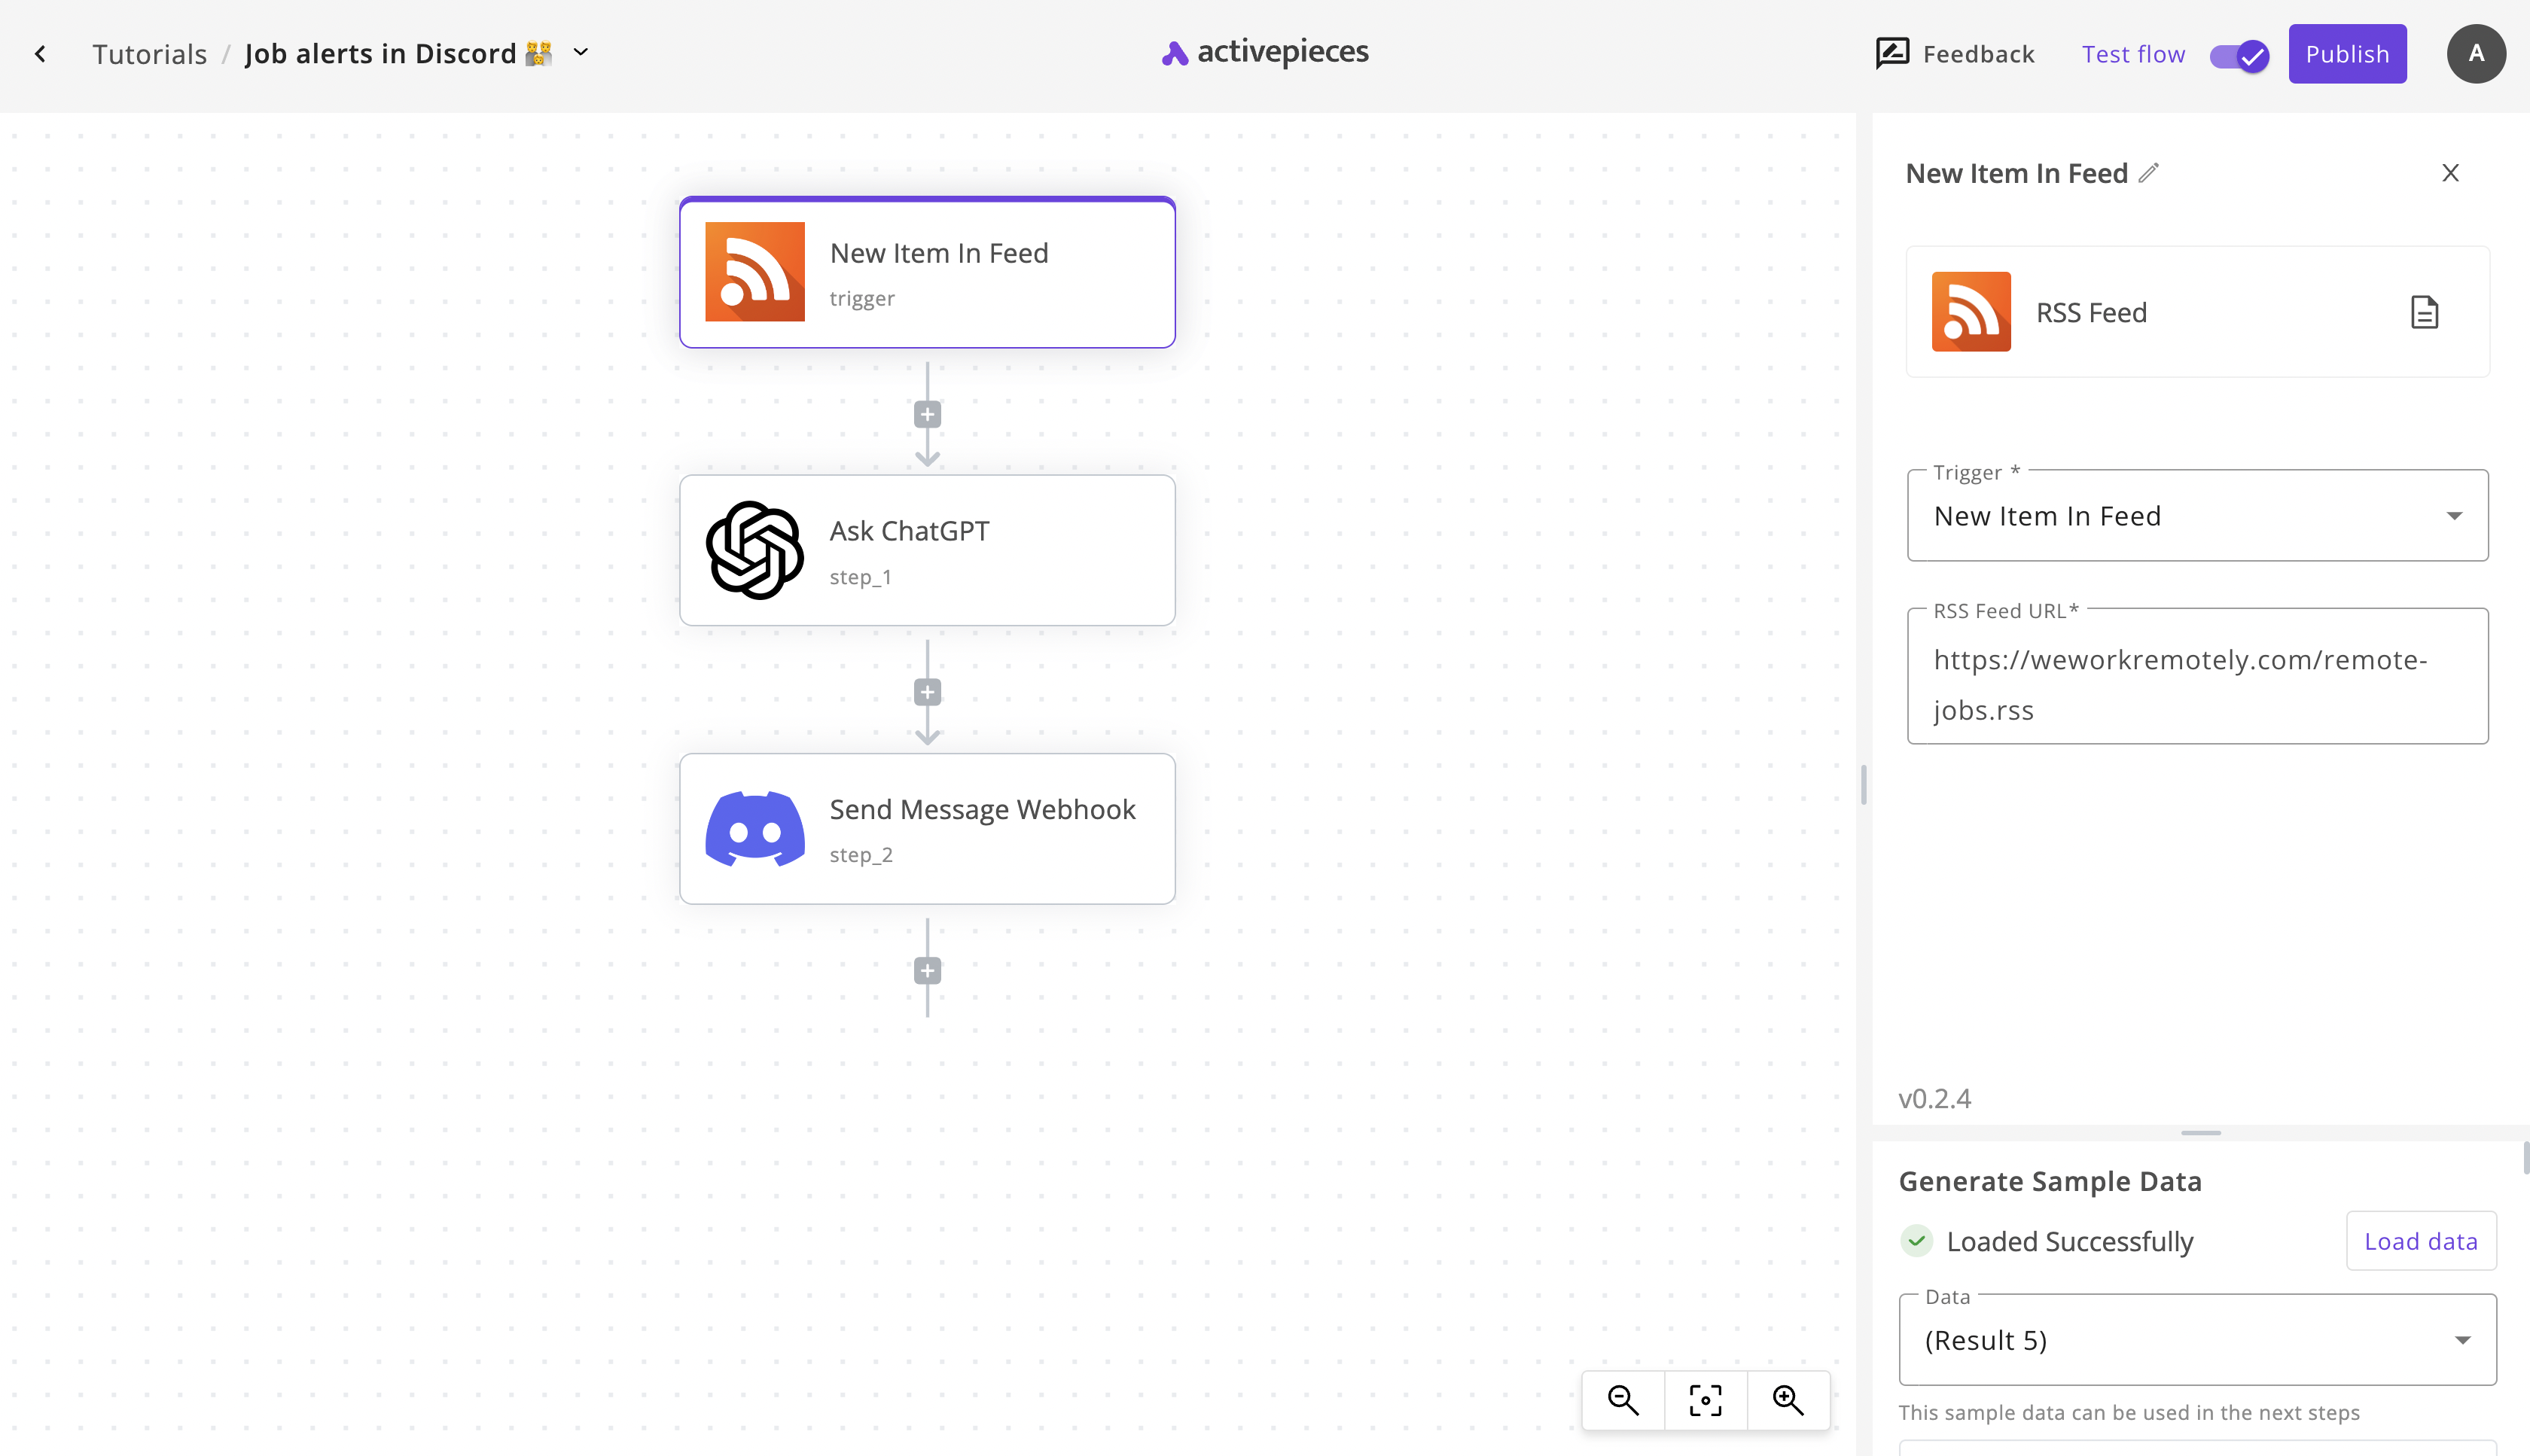 Tutorials / Job alerts in Discord
activepieces
Feedback
Test flow
Publish
A
New Item In Feed
trigger
Ask ChatGPT
step_1
Send Message Webhook
step_2
New Item In Feed
X
RSS Feed
Trigger *
New Item In Feed
RSS Feed URL*
https://weworkremotely.com/remote-
jobs.rss
v0.2.4
Generate Sample Data
Loaded Successfully
Load data
Data
(Result 5)
This sample data can be used in the next steps